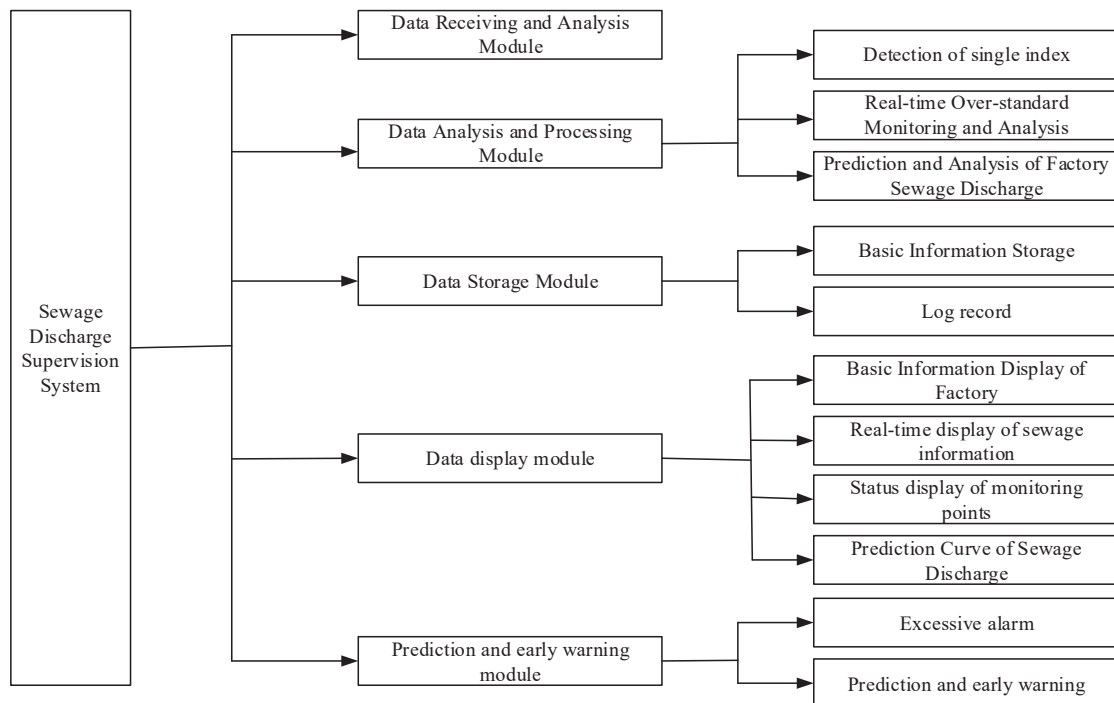 Sewage
Discharge
Supervision
System
Data Receiving and Analysis
Module
Data Analysis and Processing
Module
Detection of single index
Real-time Over-standard
Monitoring and Analysis
Prediction and Analysis of Factory
Sewage Discharge
Data Storage Module
Basic Information Storage
Log record
Data display module
Basic Information Display of
Factory
Real-time display of sewage
information
Status display of monitoring
points
Prediction Curve of Sewage
Discharge
Prediction and early warning
module
Excessive alarm
Prediction and early warning